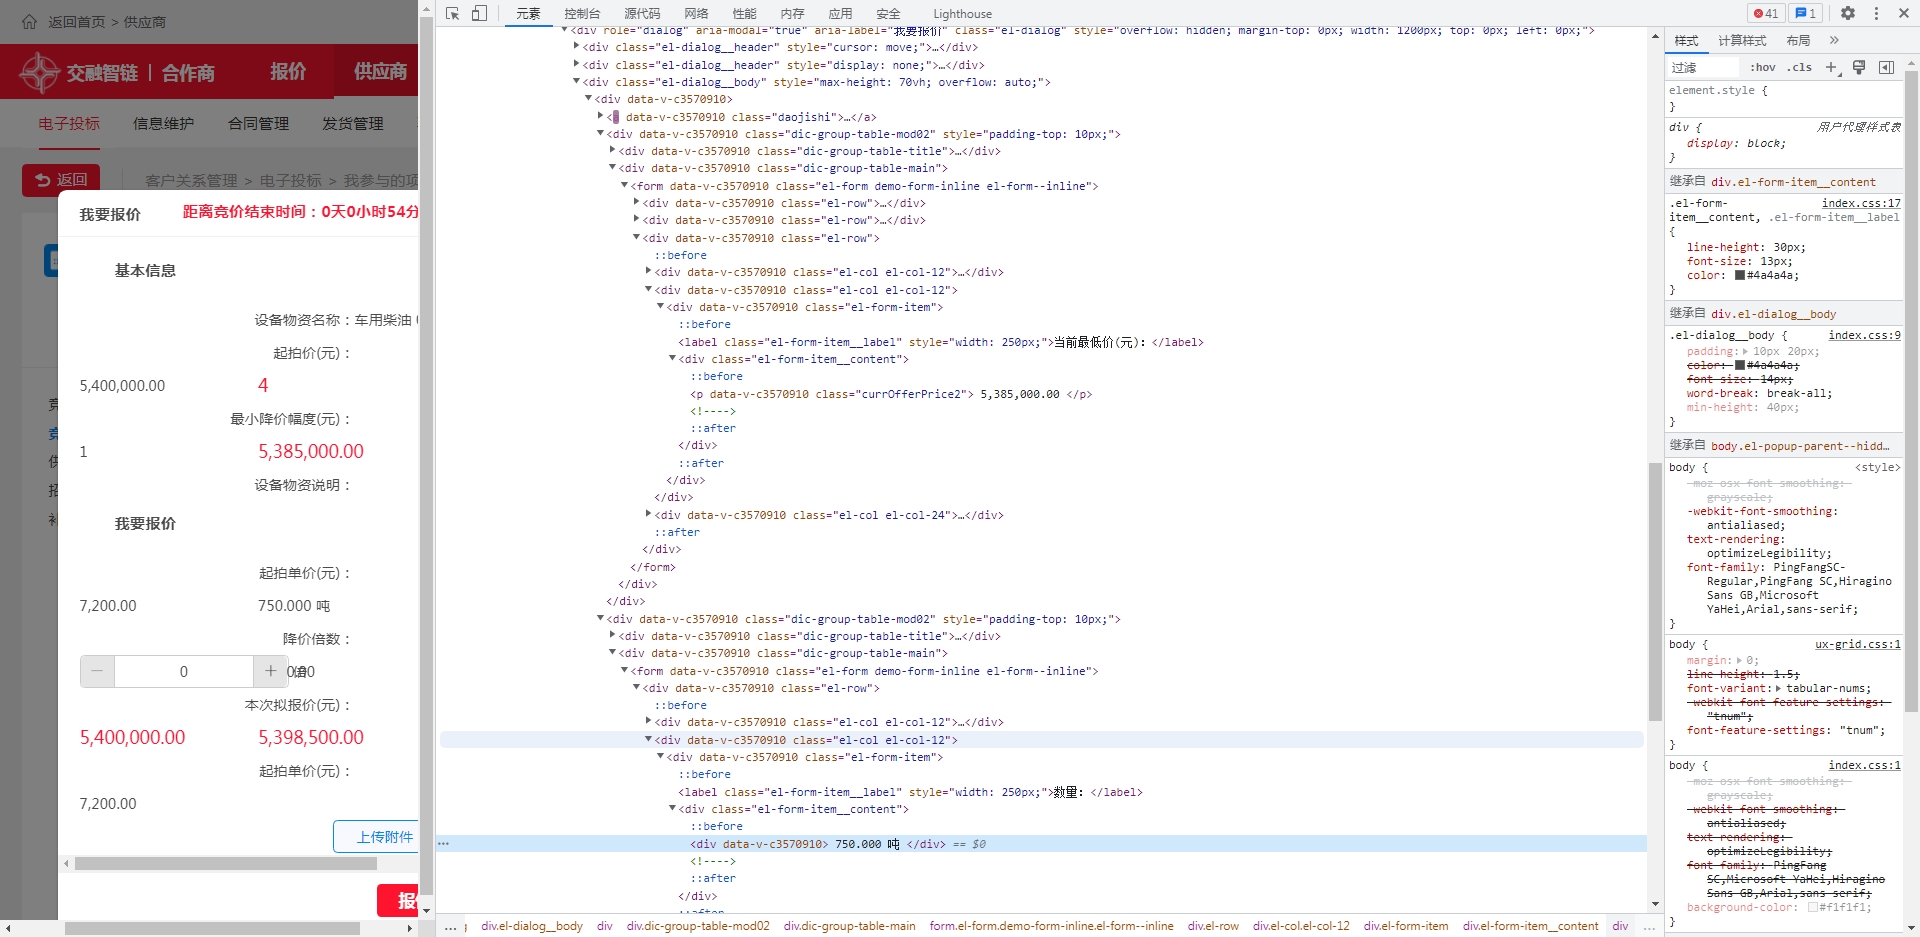 返回首页 > 供应商
交融智链 | 合作商
报价
供应商
电子投标
信息维护
合同管理
发货管理
返回
客户关系管理 > 电子投标 > 我参与的项
我要报价
距离竞价结束时间：0天0小时54分
基本信息
设备物资名称：车用柴油
起拍价(元)：
5,400,000.00
4
最小降价幅度(元)：
1
5,385,000.00
设备物资说明：
我要报价
起拍单价(元)：
7,200.00
750.000 吨
降价倍数：
0
本次拟报价(元)：
5,400,000.00
5,398,500.00
起拍单价(元)：
7,200.00
上传附件
元素
控制台
源代码
网络
性能
内存
应用
安全
Lighthouse
41
1
<div role="dialog" aria-modal="true" aria-label="我要报价" class="el-dialog" style="overflow: hidden; margin-top: 0px; width: 1200px; top: 0px; left: 0px;">
<div class="el-dialog__header" style="cursor: move;">…</div>
<div class="el-dialog__header" style="display: none;">…</div>
<div class="el-dialog__body" style="max-height: 70vh; overflow: auto;">
<div data-v-c3570910>
data-v-c3570910 class="daojishi">…</a>
<div data-v-c3570910 class="dic-group-table-mod02" style="padding-top: 10px;">
<div data-v-c3570910 class="dic-group-table-title">…</div>
<div data-v-c3570910 class="dic-group-table-main">
<form data-v-c3570910 class="el-form demo-form-inline el-form--inline">
<div data-v-c3570910 class="el-row">…</div>
<div data-v-c3570910 class="el-row">…</div>
<div data-v-c3570910 class="el-row">
::before
<div data-v-c3570910 class="el-col el-col-12">…</div>
<div data-v-c3570910 class="el-col el-col-12">
<div data-v-c3570910 class="el-form-item">
::before
<label class="el-form-item__label" style="width: 250px;">当前最低价(元)：</label>
<div class="el-form-item__content">
::before
<p data-v-c3570910 class="currOfferPrice2"> 5,385,000.00 </p>
<!---->
::after
</div>
::after
</div>
</div>
<div data-v-c3570910 class="el-col el-col-24">…</div>
::after
</div>
</form>
</div>
</div>
<div data-v-c3570910 class="dic-group-table-mod02" style="padding-top: 10px;">
<div data-v-c3570910 class="dic-group-table-title">…</div>
<div data-v-c3570910 class="dic-group-table-main">
<form data-v-c3570910 class="el-form demo-form-inline el-form--inline">
<div data-v-c3570910 class="el-row">
::before
<div data-v-c3570910 class="el-col el-col-12">…</div>
<div data-v-c3570910 class="el-col el-col-12">
<div data-v-c3570910 class="el-form-item">
::before
<label class="el-form-item__label" style="width: 250px;">数量：</label>
<div class="el-form-item__content">
::before
<div data-v-c3570910> 750.000 吨 </div> == $0
<!---->
::after
</div>
::after
div.el-dialog__body div div.dic-group-table-mod02 div.dic-group-table-main form.el-form.demo-form-inline.el-form--inline div.el-row div.el-col.el-col-12 div.el-form-item div.el-form-item__content div
样式
计算样式
布局
过滤
:hov .cls
element.style {
}
div {
用户代理样式表
display: block;
}
继承自 div.el-form-item__content
.el-form-
index.css:17
item__content, .el-form-item__label
{
line-height: 30px;
font-size: 13px;
color: #4a4a4a;
}
继承自 div.el-dialog__body
.el-dialog__body {
index.css:9
padding: 10px 20px;
color: #4a4a4a;
font-size: 14px;
word-break: break-all;
min-height: 40px;
}
继承自 body.el-popup-parent--hidd…
body {
<style>
-moz-osx-font-smoothing:
grayscale;
-webkit-font-smoothing:
antialiased;
text-rendering:
optimizeLegibility;
font-family: PingFangSC-
Regular,PingFang SC,Hiragino
Sans GB,Microsoft
YaHei,Arial,sans-serif;
}
body {
ux-grid.css:1
margin: 0;
line-height: 1.5;
font-variant: tabular-nums;
-webkit-font-feature-settings:
"tnum";
font-feature-settings: "tnum";
}
body {
index.css:1
-moz-osx-font-smoothing:
grayscale;
-webkit-font-smoothing:
antialiased;
text-rendering:
optimizeLegibility;
font-family: PingFang
SC,Microsoft YaHei,Hiragino
Sans GB,Arial,sans-serif;
background-color: #f1f1f1;
}